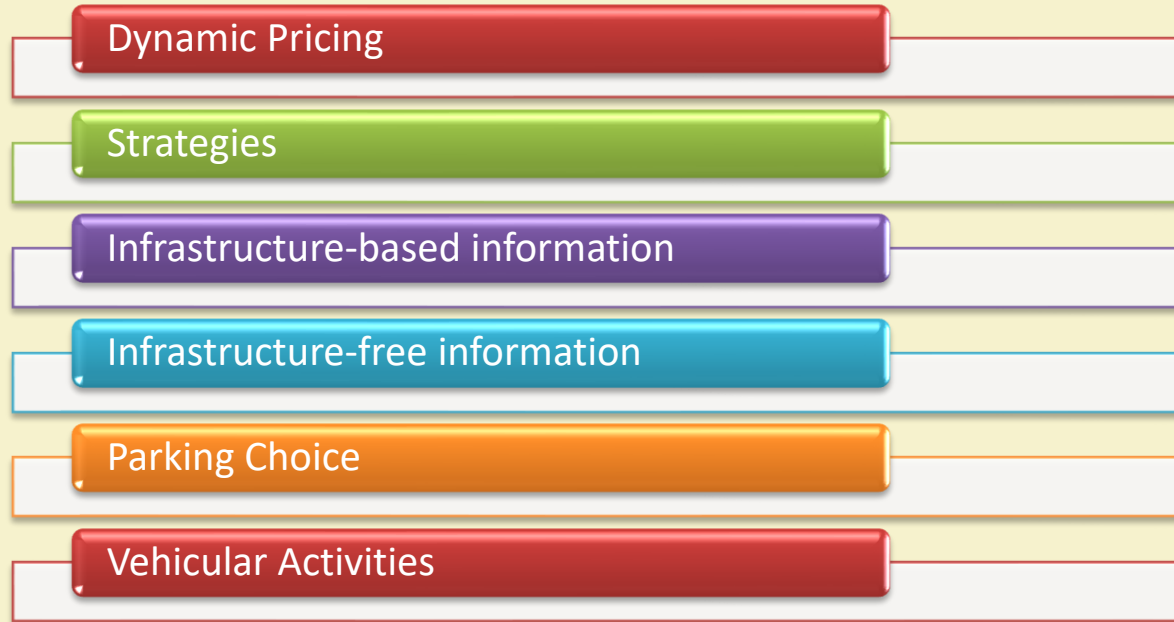 Dynamic Pricing
Strategies
Infrastructure-based information
Infrastructure-free information
Parking Choice
Vehicular Activities